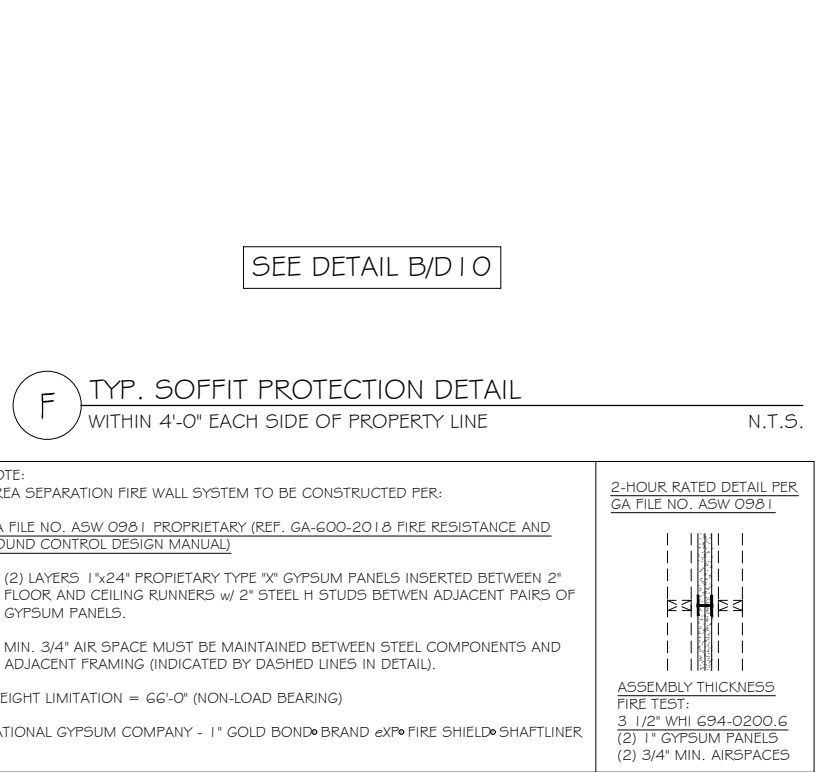 SEE DETAIL B/D10
F
TYP. SOFFIT PROTECTION DETAIL
WITHIN 4'-0" EACH SIDE OF PROPERTY LINE
N.T.S.
OTE:
REA SEPARATION FIRE WALL SYSTEM TO BE CONSTRUCTED PER:
A FILE NO. ASW 0981 PROPRIETARY (REF. GA-600-2018 FIRE RESISTANCE AND
OUND CONTROL DESIGN MANUAL)
(2) LAYERS 1"x24" PROPIETARY TYPE "X" GYPSUM PANELS INSERTED BETWEEN 2"
FLOOR AND CEILING RUNNERS w/ 2" STEEL H STUDS BETWEN ADJACENT PAIRS OF
GYPSUM PANELS.
MIN. 3/4" AIR SPACE MUST BE MAINTAINED BETWEEN STEEL COMPONENTS AND
ADJACENT FRAMING (INDICATED BY DASHED LINES IN DETAIL).
EIGHT LIMITATION = 66'-0" (NON-LOAD BEARING)
ATIONAL GYPSUM COMPANY - 1" GOLD BOND® BRAND eXP® FIRE SHIELD® SHAFTLINER
2-HOUR RATED DETAIL PER
GA FILE NO. ASW 0981
ASSEMBLY THICKNESS
FIRE TEST:
3 1/2" WHI 694-0200.6
(2) 1" GYPSUM PANELS
(2) 3/4" MIN. AIRSPACES